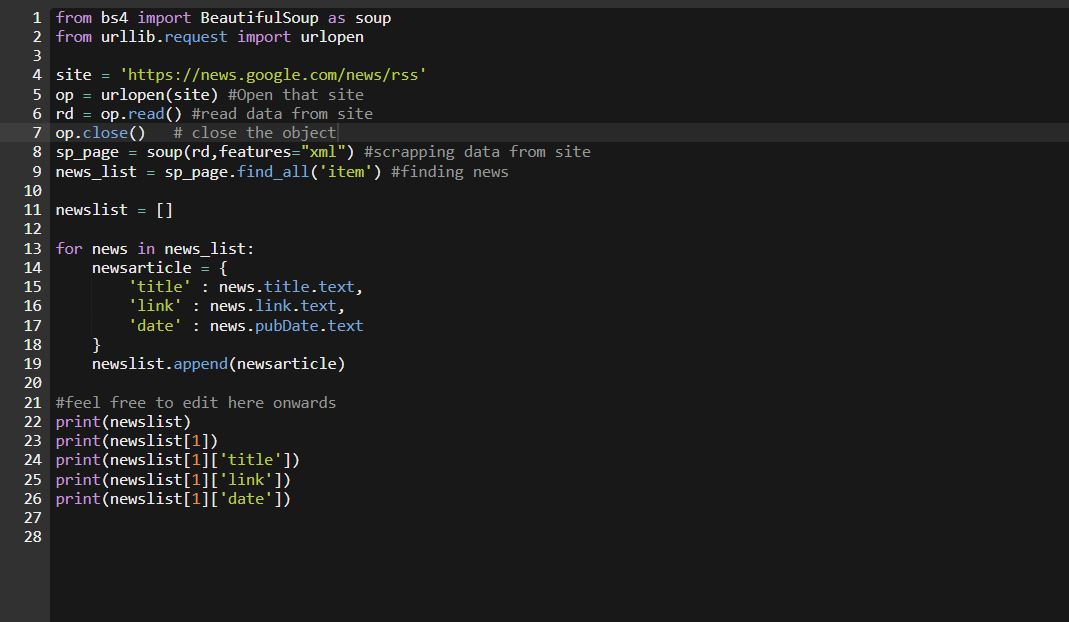 1 from bs4 import BeautifulSoup as soup
2 from urllib.request import urlopen
3
4 site = 'https://news.google.com/news/rss'
5 op = urlopen(site) #Open that site
6 rd = op.read() #read data from site
7 op.close()   # close the object
8 sp_page = soup(rd,features="xml") #scrapping data from site
9 news_list = sp_page.find_all('item') #finding news
10
11 newslist = []
12
13 for news in news_list:
14     newsarticle = {
15         'title' : news.title.text,
16         'link' : news.link.text,
17         'date' : news.pubDate.text
18     }
19     newslist.append(newsarticle)
20
21 #feel free to edit here onwards
22 print(newslist)
23 print(newslist[1])
24 print(newslist[1]['title'])
25 print(newslist[1]['link'])
26 print(newslist[1]['date'])
27
28